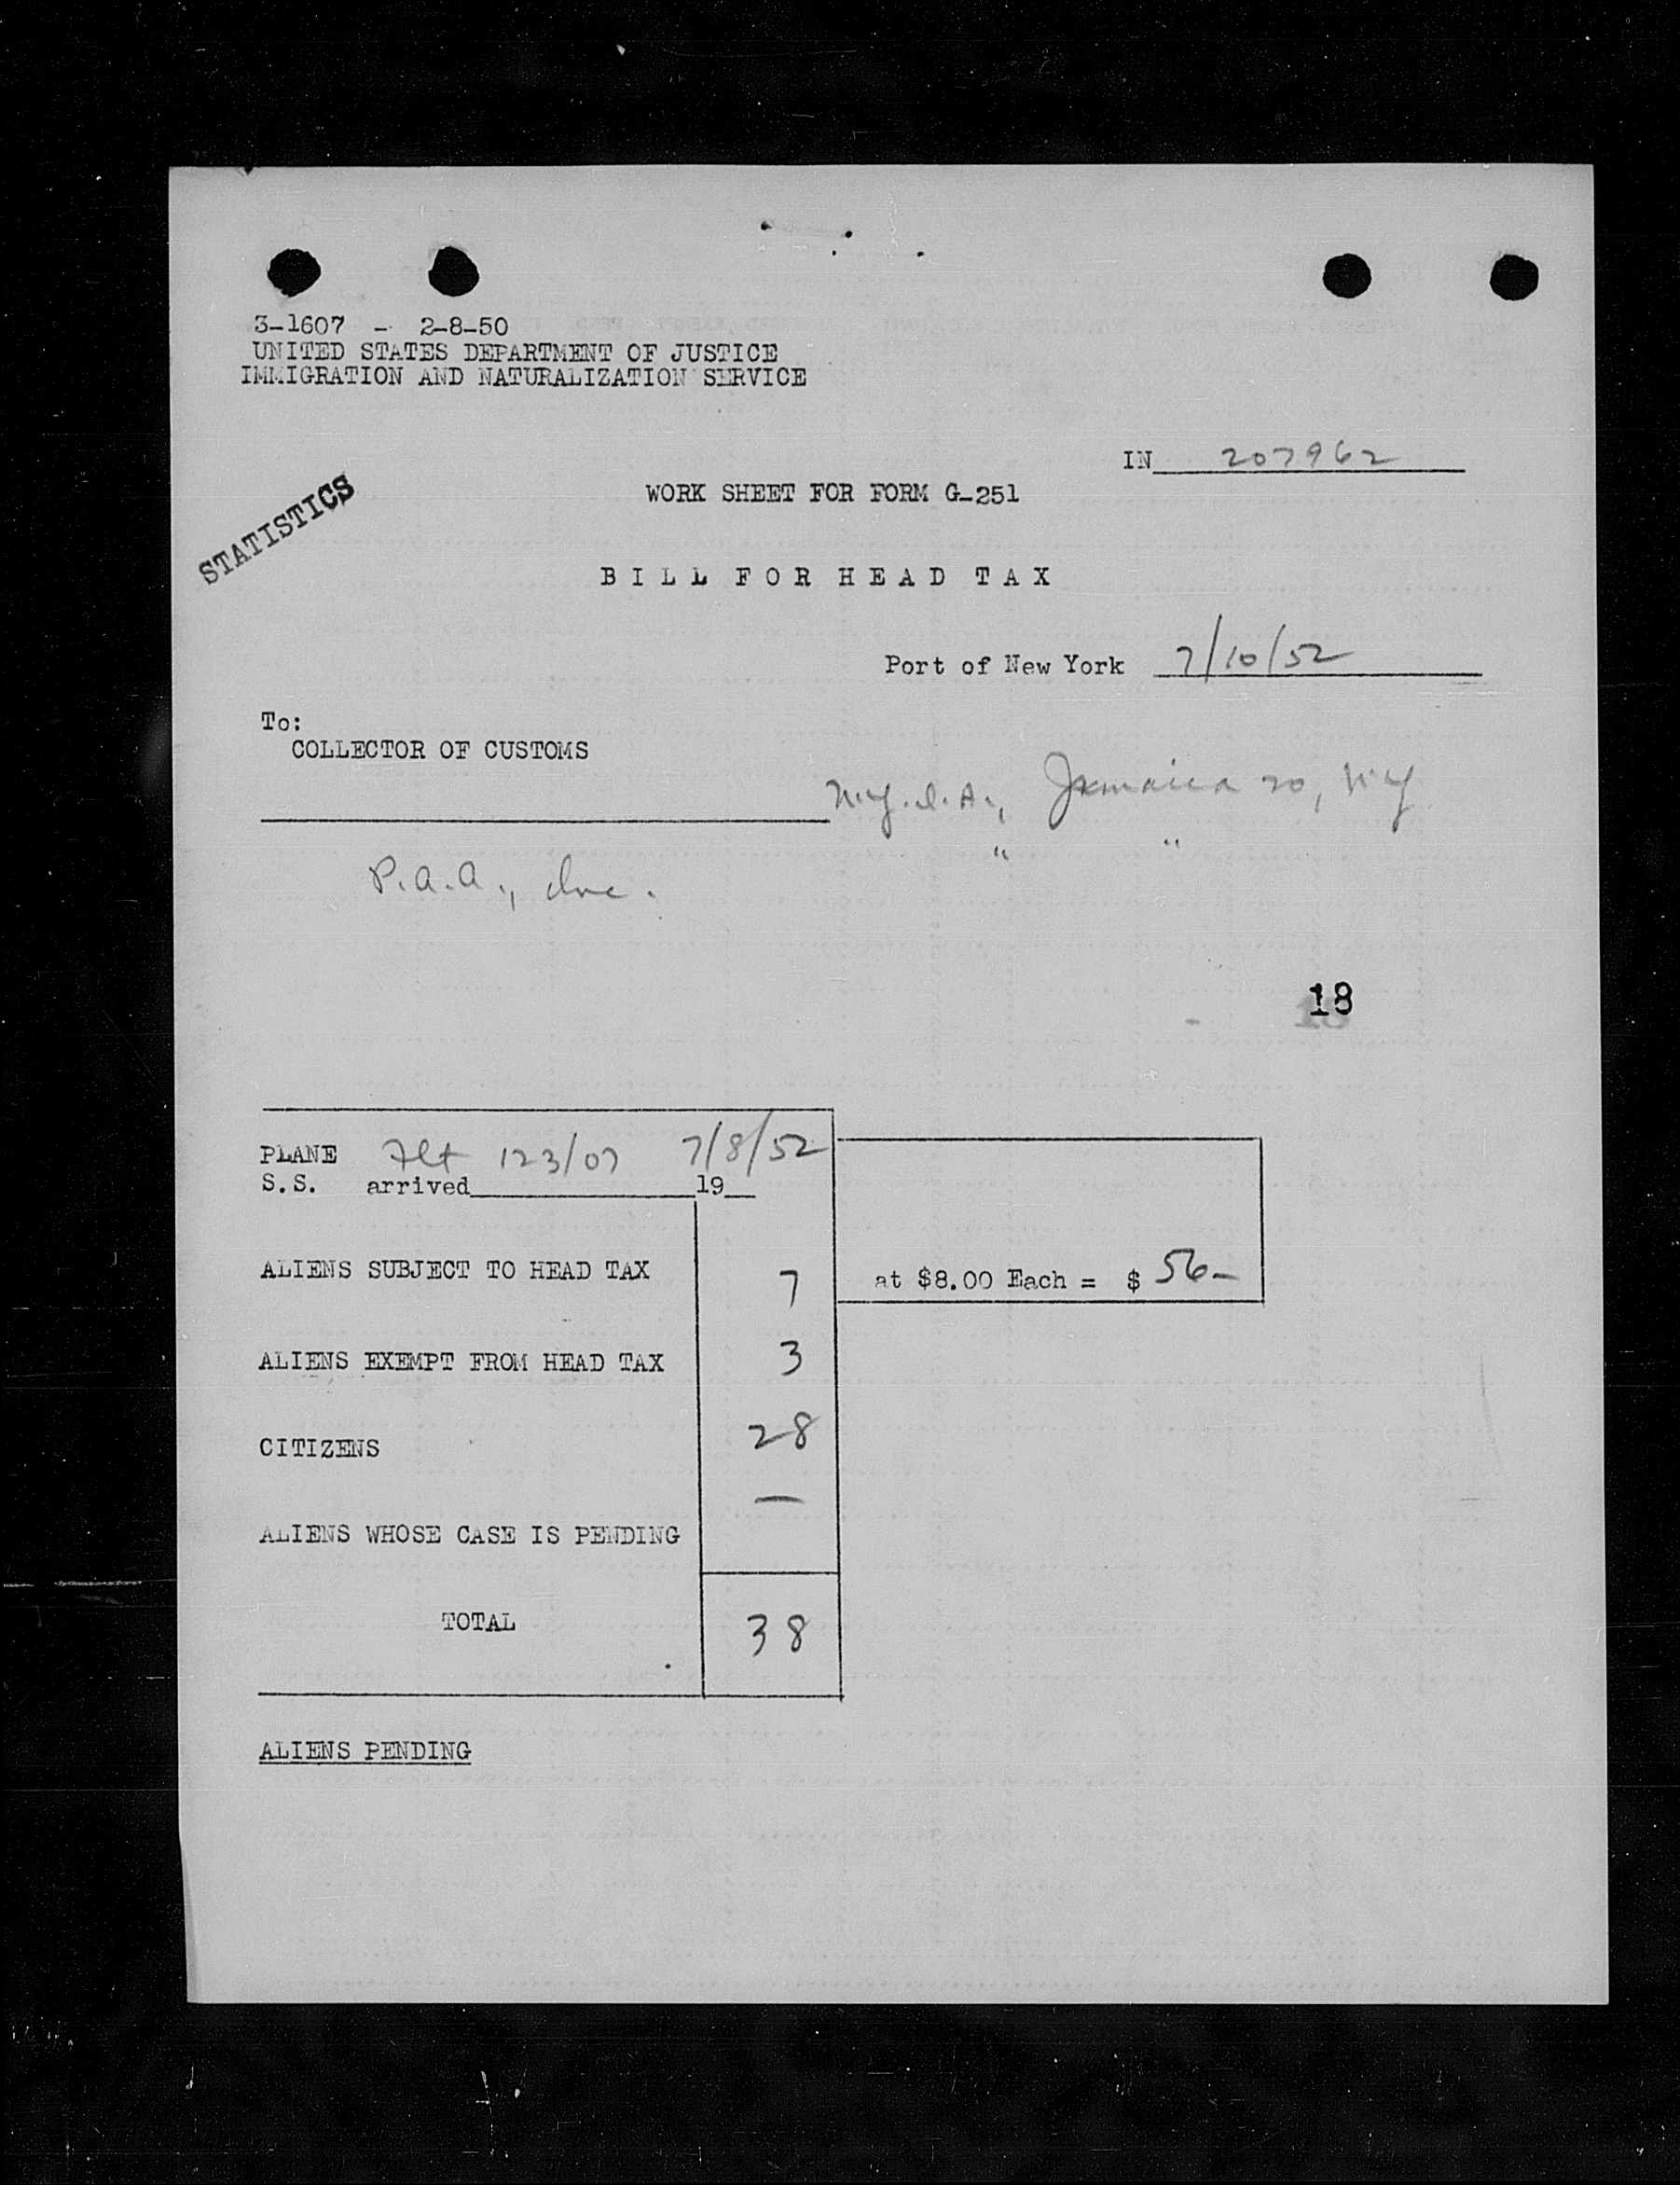 3-1607 - 2-8-50
UNITED STATES DEPARTMENT OF JUSTICE
IMMIGRATION AND NATURALIZATION SERVICE
IN 207962
STATISTICS
WORK SHEET FOR FORM G-251
BILL FOR HEAD TAX
Port of New York 7/10/52
To:
COLLECTOR OF CUSTOMS
N.Y.I.A., Jamaica 20, NY
" "
P.A.A., Inc.
18
PLANE Flt 123/07 7/8/52
S.S. arrived 19
ALIENS SUBJECT TO HEAD TAX 7 at $8.00 Each = $ 56-
ALIENS EXEMPT FROM HEAD TAX 3
CITIZENS 28
ALIENS WHOSE CASE IS PENDING —
TOTAL 38
ALIENS PENDING